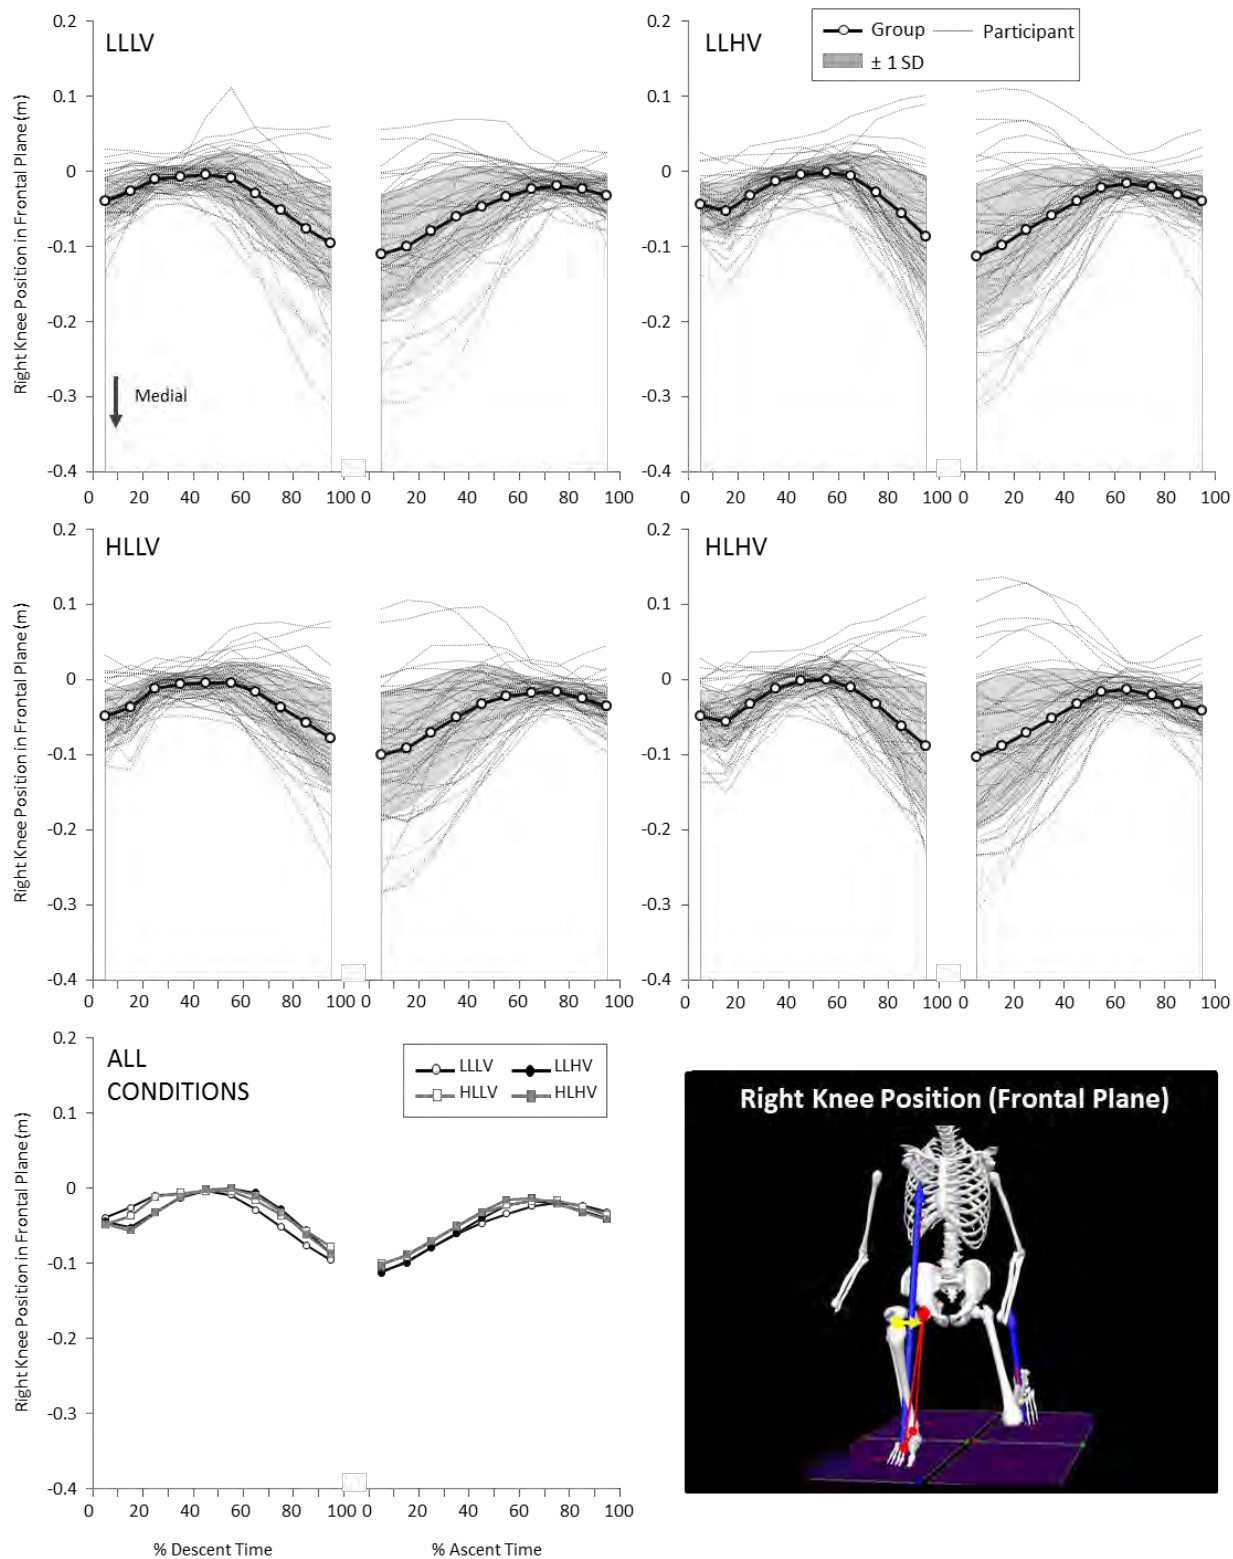 LLLV
0.2
0.1
0
-0.1
-0.2
-0.3
-0.4
Right Knee Position in Frontal Plane (m)
Medial
0 20 40 60 80 100 0 20 40 60 80 100
LLHV
Group Participant
± 1 SD
0.2
0.1
0
-0.1
-0.2
-0.3
-0.4
0 20 40 60 80 100 0 20 40 60 80 100
HLLV
0.2
0.1
0
-0.1
-0.2
-0.3
-0.4
Right Knee Position in Frontal Plane (m)
0 20 40 60 80 100 0 20 40 60 80 100
HLHV
0.2
0.1
0
-0.1
-0.2
-0.3
-0.4
0 20 40 60 80 100 0 20 40 60 80 100
ALL
CONDITIONS
LLLV LLHV
HLLV HLHV
0.2
0.1
0
-0.1
-0.2
-0.3
-0.4
Right Knee Position in Frontal Plane (m)
0 20 40 60 80 100 0 20 40 60 80 100
% Descent Time % Ascent Time
Right Knee Position (Frontal Plane)